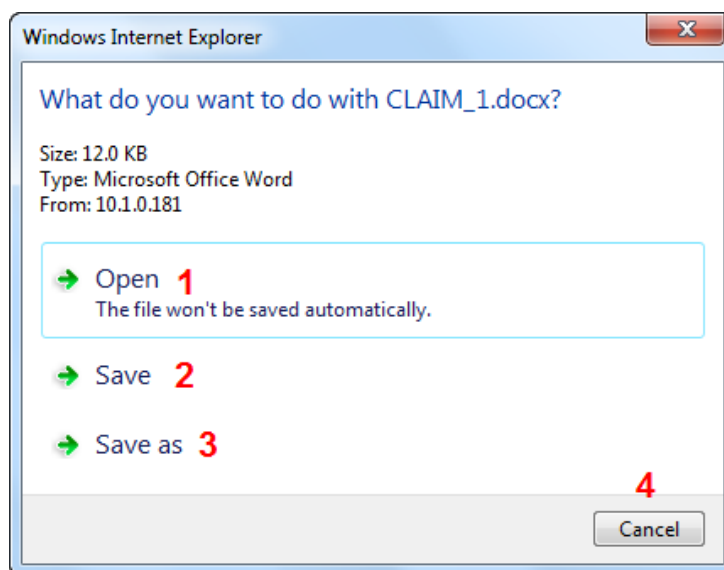 Windows Internet Explorer
What do you want to do with CLAIM_1.docx?
Size: 12.0 KB
Type: Microsoft Office Word
From: 10.1.0.181
Open 1
The file won't be saved automatically.
Save 2
Save as 3
4
Cancel